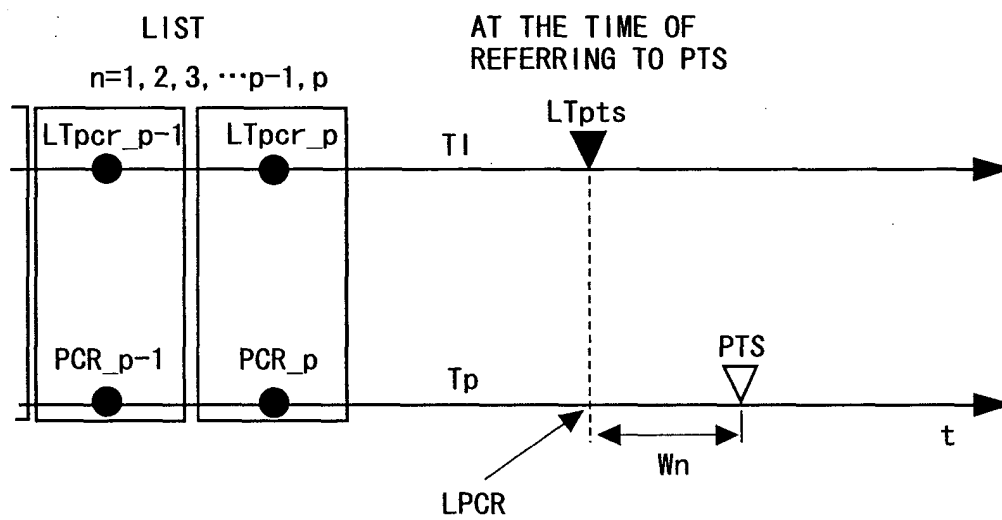 LIST
n=1, 2, 3, ···p-1, p
AT THE TIME OF
REFERRING TO PTS
LTpcr_p-1
LTpcr_p
Tl
LTpts
PCR_p-1
PCR_p
Tp
PTS
t
Wn
LPCR